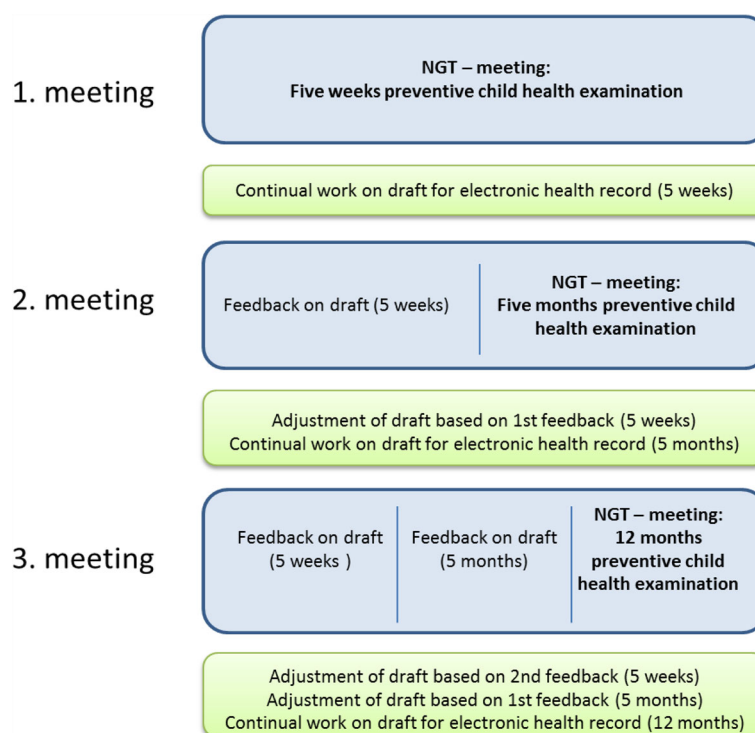 1. meeting
NGT – meeting:
Five weeks preventive child health examination
Continual work on draft for electronic health record (5 weeks)
2. meeting
Feedback on draft (5 weeks)
NGT – meeting:
Five months preventive child
health examination
Adjustment of draft based on 1st feedback (5 weeks)
Continual work on draft for electronic health record (5 months)
3. meeting
Feedback on draft
(5 weeks )
Feedback on draft
(5 months)
NGT – meeting:
12 months
preventive child
health examination
Adjustment of draft based on 2nd feedback (5 weeks)
Adjustment of draft based on 1st feedback (5 months)
Continual work on draft for electronic health record (12 months)